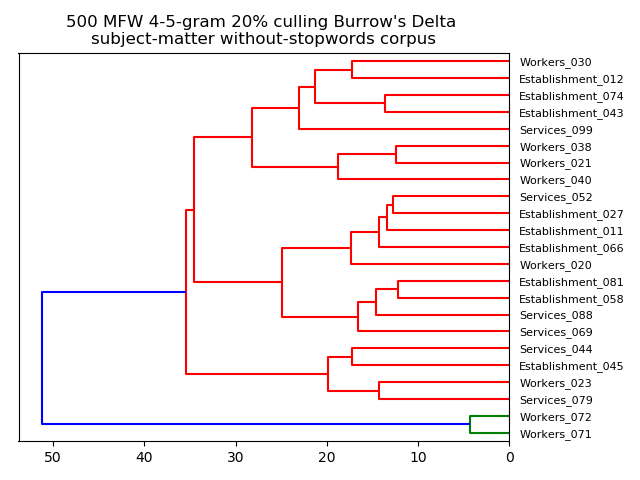 500 MFW 4-5-gram 20% culling Burrow's Delta
subject-matter without-stopwords corpus
Workers_030
Establishment_012
Establishment_074
Establishment_043
Services_099
Workers_038
Workers_021
Workers_040
Services_052
Establishment_027
Establishment_011
Establishment_066
Workers_020
Establishment_081
Establishment_058
Services_088
Services_069
Services_044
Establishment_045
Workers_023
Services_079
Workers_072
Workers_071
50 40 30 20 10 0